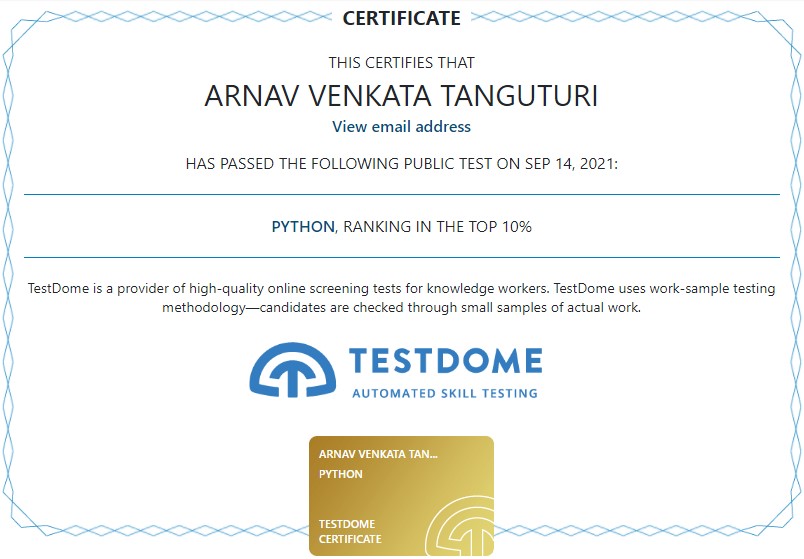 CERTIFICATE
THIS CERTIFIES THAT
ARNAV VENKATA TANGUTURI
View email address
HAS PASSED THE FOLLOWING PUBLIC TEST ON SEP 14, 2021:
PYTHON, RANKING IN THE TOP 10%
TestDome is a provider of high-quality online screening tests for knowledge workers. TestDome uses work-sample testing
methodology—candidates are checked through small samples of actual work.
TESTDOME
AUTOMATED SKILL TESTING
ARNAV VENKATA TAN...
PYTHON
TESTDOME
CERTIFICATE